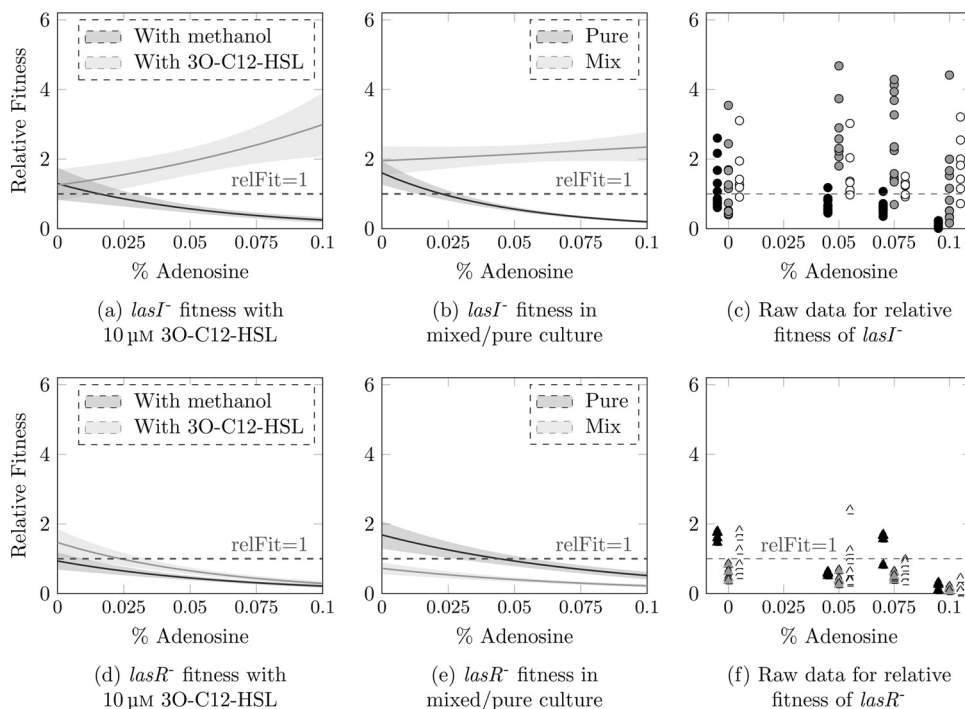 6
4
2
0
Relative Fitness
With methanol
With 3O-C12-HSL
relFit=1
0 0.025 0.05 0.075 0.1
% Adenosine
(a) lasI- fitness with
10 µM 3O-C12-HSL
6
4
2
0
Pure
Mix
relFit=1
0 0.025 0.05 0.075 0.1
% Adenosine
(b) lasI- fitness in
mixed/pure culture
6
4
2
0
0 0.025 0.05 0.075 0.1
% Adenosine
(c) Raw data for relative
fitness of lasI-
6
4
2
0
Relative Fitness
With methanol
With 3O-C12-HSL
relFit=1
0 0.025 0.05 0.075 0.1
% Adenosine
(d) lasR- fitness with
10 µM 3O-C12-HSL
6
4
2
0
Pure
Mix
relFit=1
0 0.025 0.05 0.075 0.1
% Adenosine
(e) lasR- fitness in
mixed/pure culture
6
4
2
0
relFit=1
0 0.025 0.05 0.075 0.1
% Adenosine
(f) Raw data for relative
fitness of lasR-